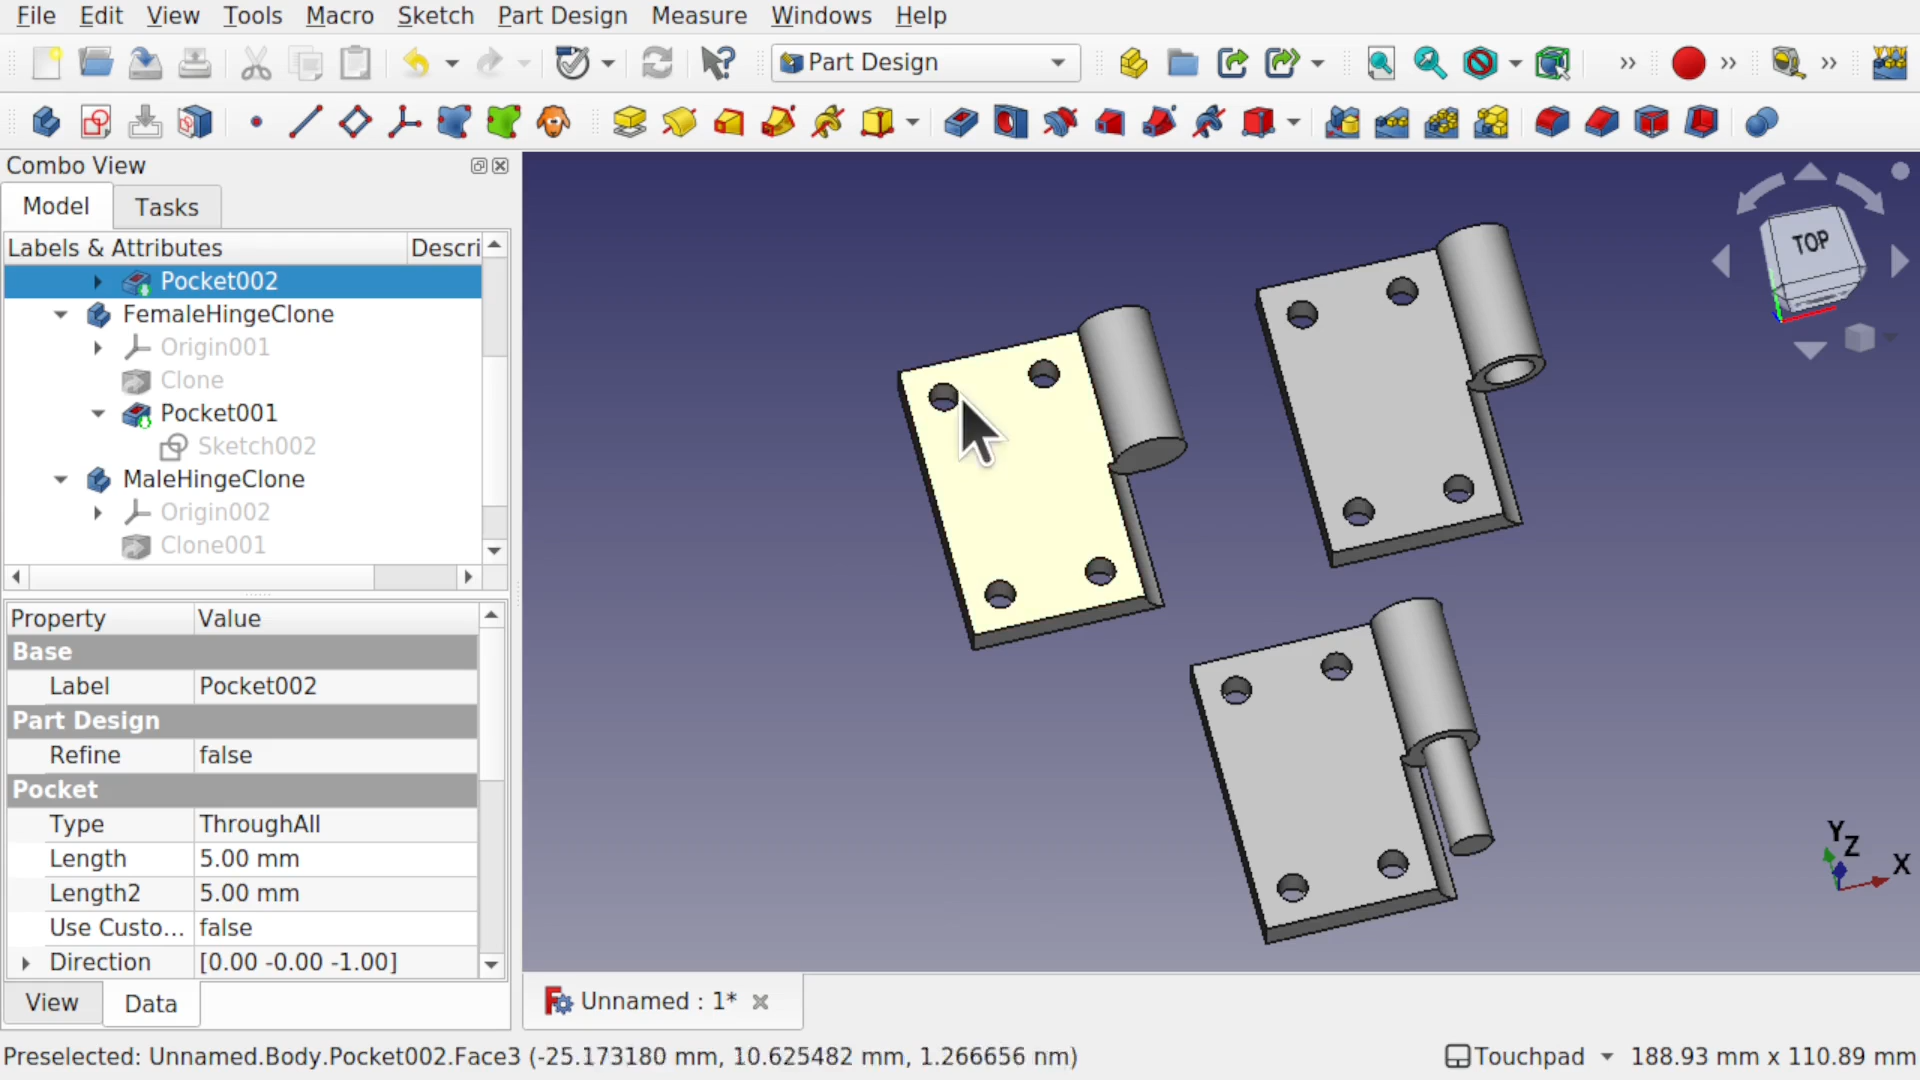 File Edit View Tools Macro Sketch Part Design Measure Windows Help
Part Design
Combo View
Model Tasks
Labels & Attributes Descri
Pocket002
FemaleHingeClone
Origin001
Clone
Pocket001
Sketch002
MaleHingeClone
Origin002
Clone001
Property Value
Base
Label Pocket002
Part Design
Refine false
Pocket
Type ThroughAll
Length 5.00 mm
Length2 5.00 mm
Use Custo... false
Direction [0.00 -0.00 -1.00]
View Data
TOP
Y
Z
X
Unnamed : 1*
Preselected: Unnamed.Body.Pocket002.Face3 (-25.173180 mm, 10.625482 mm, 1.266656 nm)
Touchpad 188.93 mm x 110.89 mm